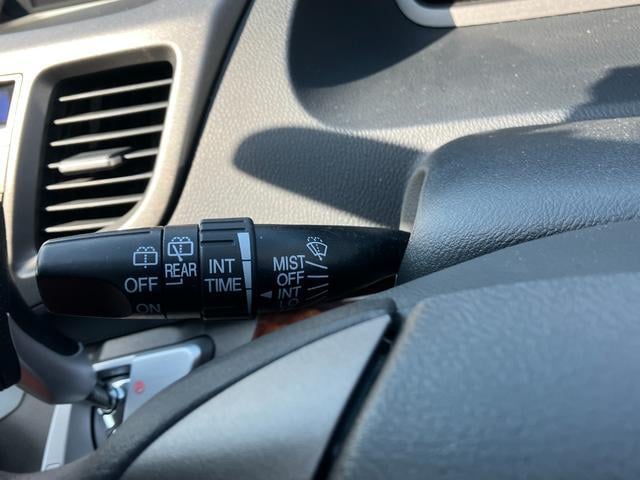 OFF
ON
REAR
INT
TIME
MIST
OFF
INT
LO